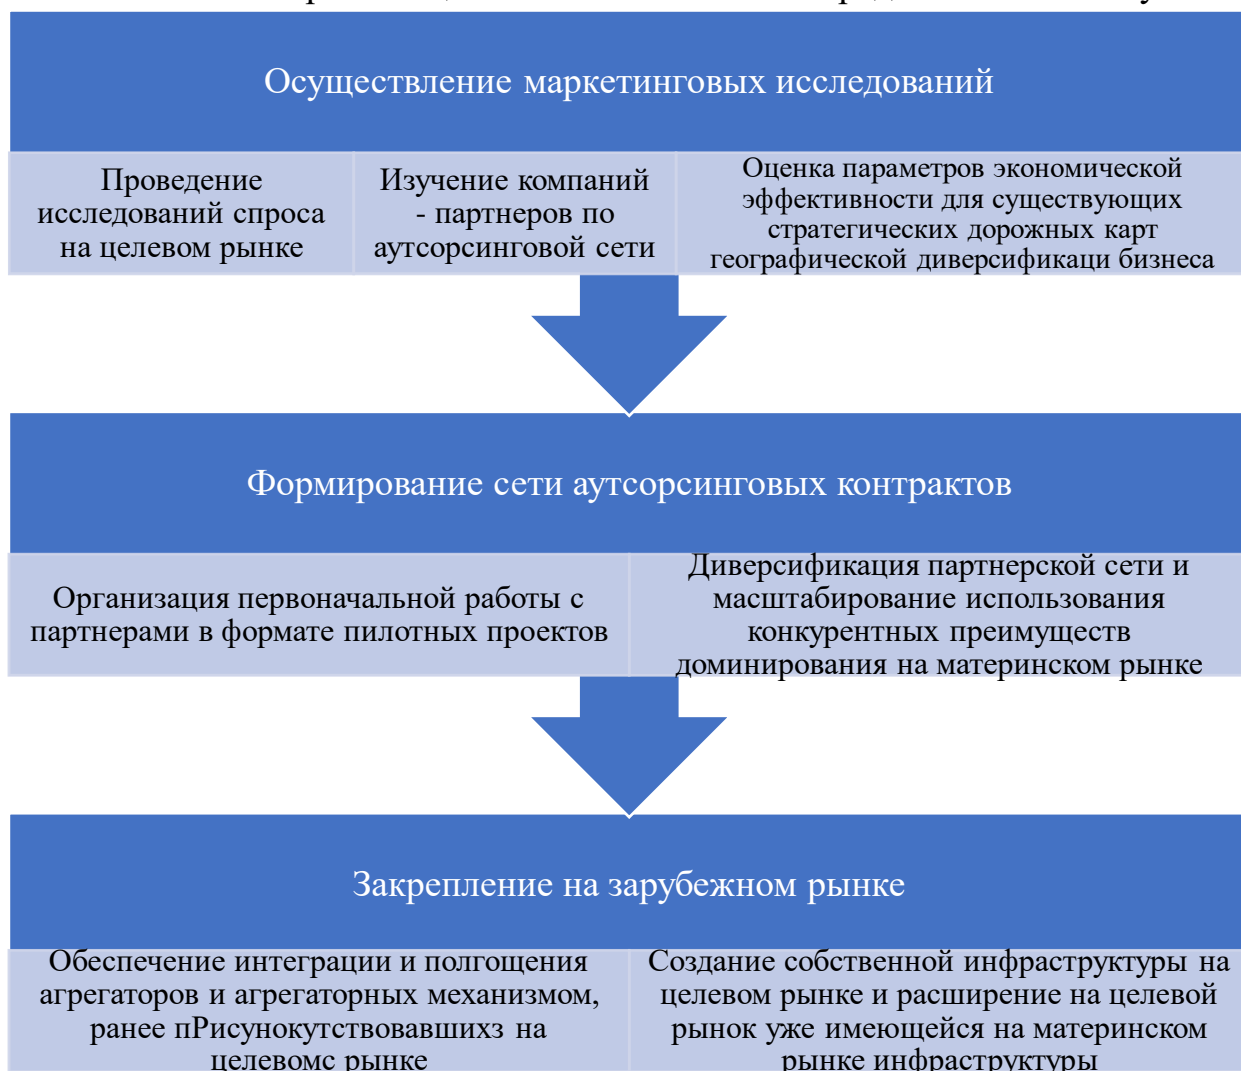 Осуществление маркетинговых исследований
Проведение
исследований спроса
на целевом рынке
Изучение компаний
- партнеров по
аутсорсинговой сети
Оценка параметров экономической
эффективности для существующих
стратегических дорожных карт
географической диверсификаци бизнеса
Формирование сети аутсорсинговых контрактов
Организация первоначальной работы с
партнерами в формате пилотных проектов
Диверсификация партнерской сети и
масштабирование использования
конкурентных преимуществ
доминирования на материнском рынке
Закрепление на зарубежном рынке
Обеспечение интеграции и полгощения
агрегаторов и агрегаторных механизмом,
ранее пРисунокутствовавшихз на
целевомс рынке
Создание собственной инфраструктуры на
целевом рынке и расширение на целевой
рынок уже имеющейся на материнском
рынке инфраструктуры